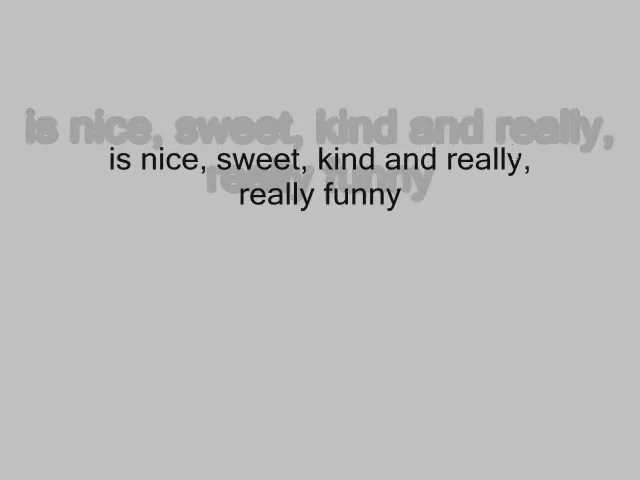 is nice, sweet, kind and really,
is nice, sweet, kind and really,
really funny
really funny